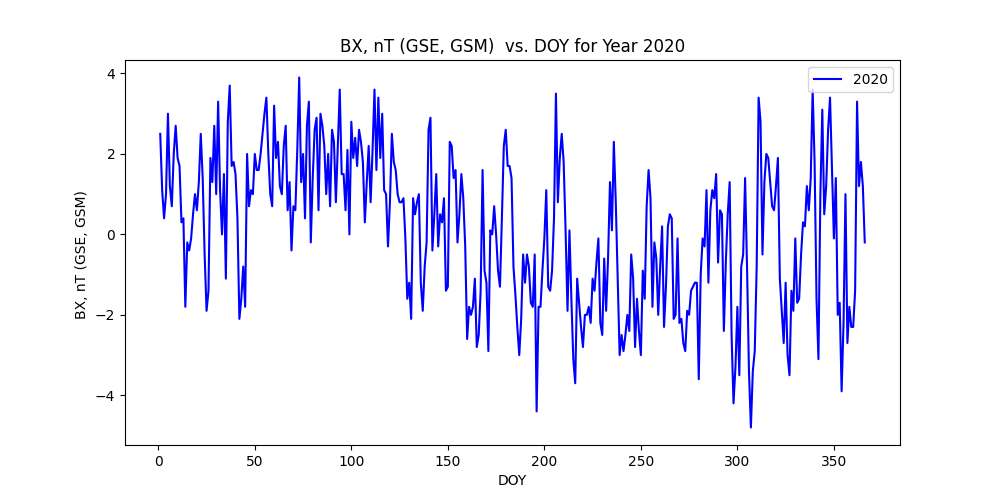 BX, nT (GSE, GSM)  vs. DOY for Year 2020
2020
BX, nT (GSE, GSM)
4
2
0
−2
−4
0 50 100 150 200 250 300 350
DOY